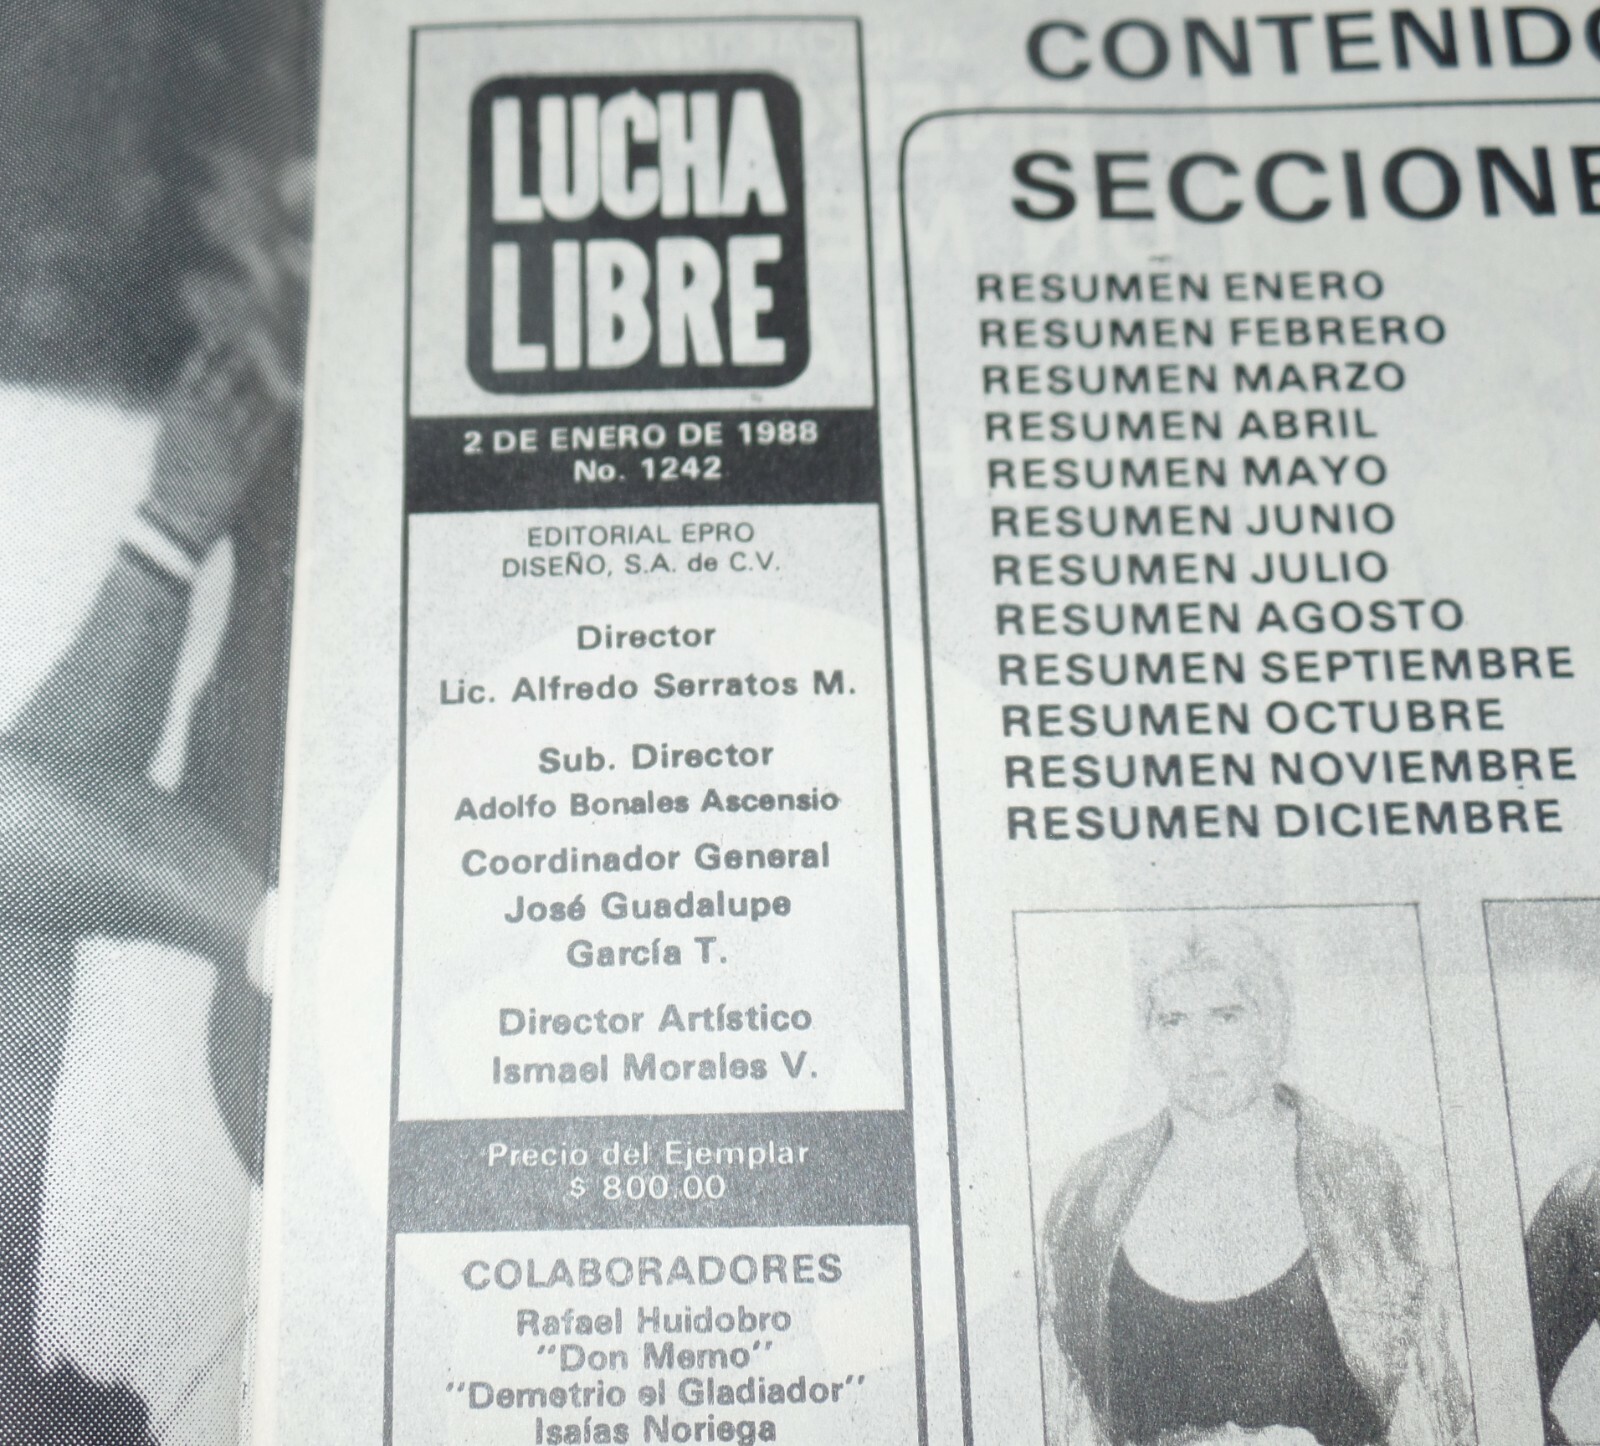 LUCHA
LIBRE
2 DE ENERO DE 1988
No. 1242
EDITORIAL EPRO
DISEÑO, S.A. de C.V.
Director
Lic. Alfredo Serratos M.
Sub. Director
Adolfo Bonales Ascensio
Coordinador General
José Guadalupe
García T.
Director Artístico
Ismael Morales V.
Precio del Ejemplar
$ 800.00
COLABORADORES
Rafael Huidobro
"Don Memo"
"Demetrio el Gladiador"
Isaías Noriega
CONTENIDO
SECCIONE
RESUMEN ENERO
RESUMEN FEBRERO
RESUMEN MARZO
RESUMEN ABRIL
RESUMEN MAYO
RESUMEN JUNIO
RESUMEN JULIO
RESUMEN AGOSTO
RESUMEN SEPTIEMBRE
RESUMEN OCTUBRE
RESUMEN NOVIEMBRE
RESUMEN DICIEMBRE